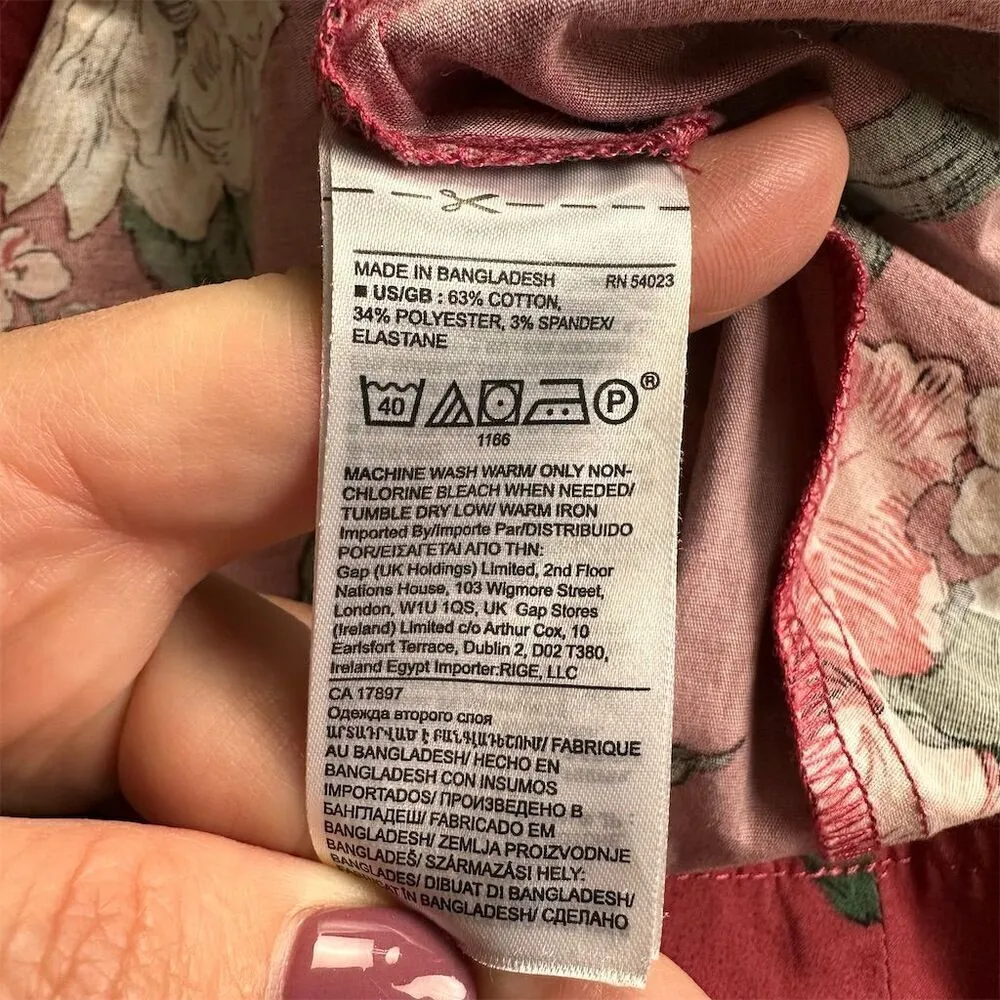 MADE IN BANGLADESH RN 54023
■ US/GB : 63% COTTON,
34% POLYESTER, 3% SPANDEX/
ELASTANE
40 P ®
1166
MACHINE WASH WARM/ ONLY NON-
CHLORINE BLEACH WHEN NEEDED/
TUMBLE DRY LOW/ WARM IRON
Imported By/Importe Par/DISTRIBUIDO
POR/ΕΙΣΑΓΕΤΑΙ ΑΠΟ ΤΗΝ:
Gap (UK Holdings) Limited, 2nd Floor
Nations House, 103 Wigmore Street,
London, W1U 1QS, UK Gap Stores
(Ireland) Limited c/o Arthur Cox, 10
Earlsfort Terrace, Dublin 2, D02 T380,
Ireland Egypt Importer:RIGE, LLC
CA 17897
Одежда второго слоя
ԱՐՏԱԴՐՎԱԾ Է ԲԱՆԳԼԱԴԵՇՈՒՄ/ FABRIQUE
AU BANGLADESH/ HECHO EN
BANGLADESH CON INSUMOS
IMPORTADOS/ ПРОИЗВЕДЕНО В
БАНГЛАДЕШ/ FABRICADO EM
BANGLADESH/ ZEMLJA PROIZVODNJE
BANGLADEŠ/ SZÁRMAZÁSI HELY:
BANGLADES/ DIBUAT DI BANGLADESH/
IN BANGLADESH/ СДЕЛАНО